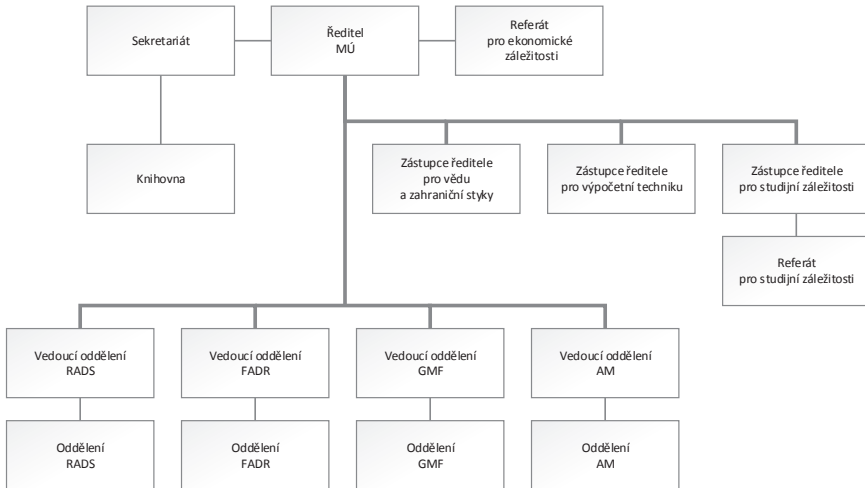 Sekretariát
Ředitel
MÚ
Referát
pro ekonomické
záležitosti
Knihovna
Zástupce ředitele
pro vědu
a zahraniční styky
Zástupce ředitele
pro výpočetní techniku
Zástupce ředitele
pro studijní záležitosti
Referát
pro studijní záležitosti
Vedoucí oddělení
RADS
Vedoucí oddělení
FADR
Vedoucí oddělení
GMF
Vedoucí oddělení
AM
Oddělení
RADS
Oddělení
FADR
Oddělení
GMF
Oddělení
AM